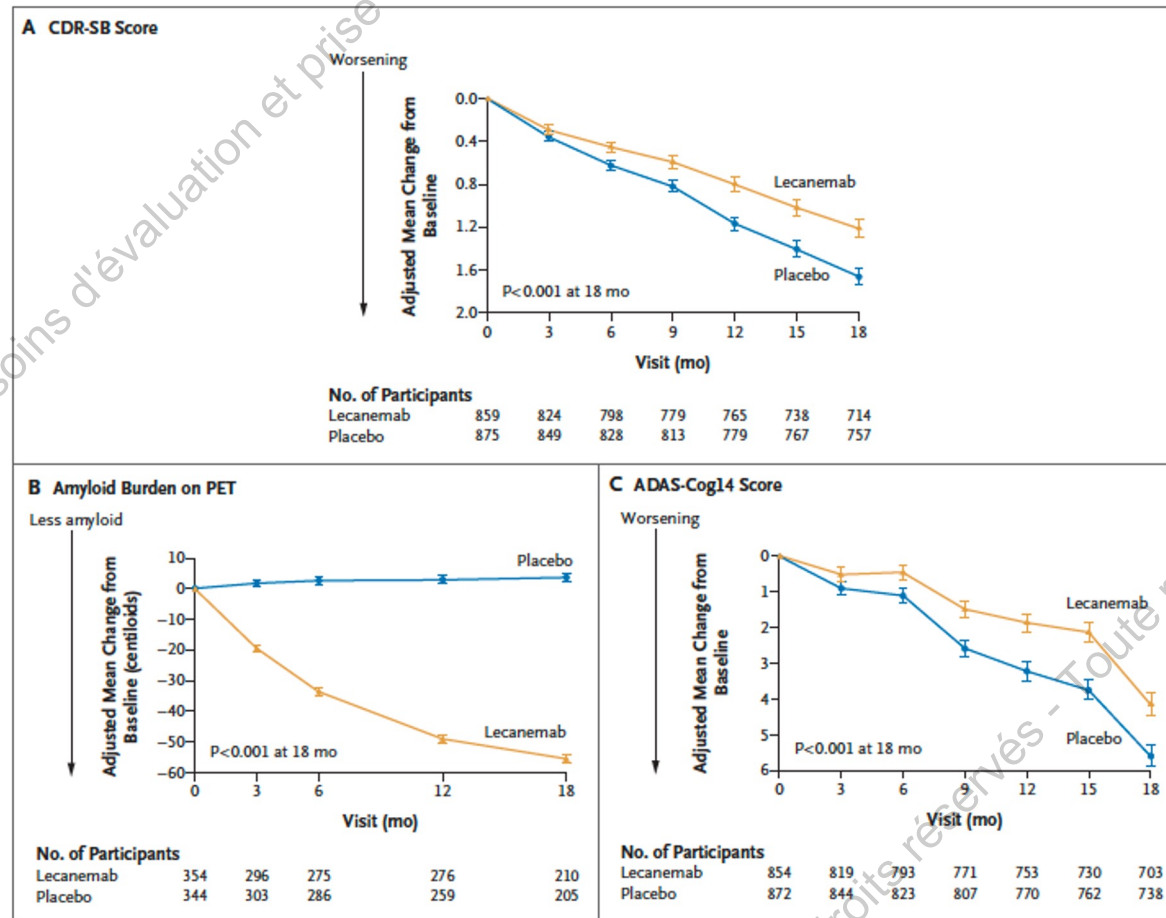 A CDR-SB Score
Worsening
Adjusted Mean Change from
Baseline
0.0
0.4
0.8
1.2
1.6
2.0
Lecanemab
Placebo
P<0.001 at 18 mo
0 3 6 9 12 15 18
Visit (mo)
No. of Participants
Lecanemab 859 824 798 779 765 738 714
Placebo 875 849 828 813 779 767 757
B Amyloid Burden on PET
Less amyloid
Adjusted Mean Change from
Baseline (centiloids)
10
0
−10
−20
−30
−40
−50
−60
Placebo
Lecanemab
P<0.001 at 18 mo
0 3 6 12 18
Visit (mo)
No. of Participants
Lecanemab 354 296 275 276 210
Placebo 344 303 286 259 205
C ADAS-Cog14 Score
Worsening
Adjusted Mean Change from
Baseline
0
1
2
3
4
5
6
Lecanemab
Placebo
P<0.001 at 18 mo
0 3 6 9 12 15 18
Visit (mo)
No. of Participants
Lecanemab 854 819 793 771 753 730 703
Placebo 872 844 823 807 770 762 738
soins d'évaluation et prise
droits réservés - Toute